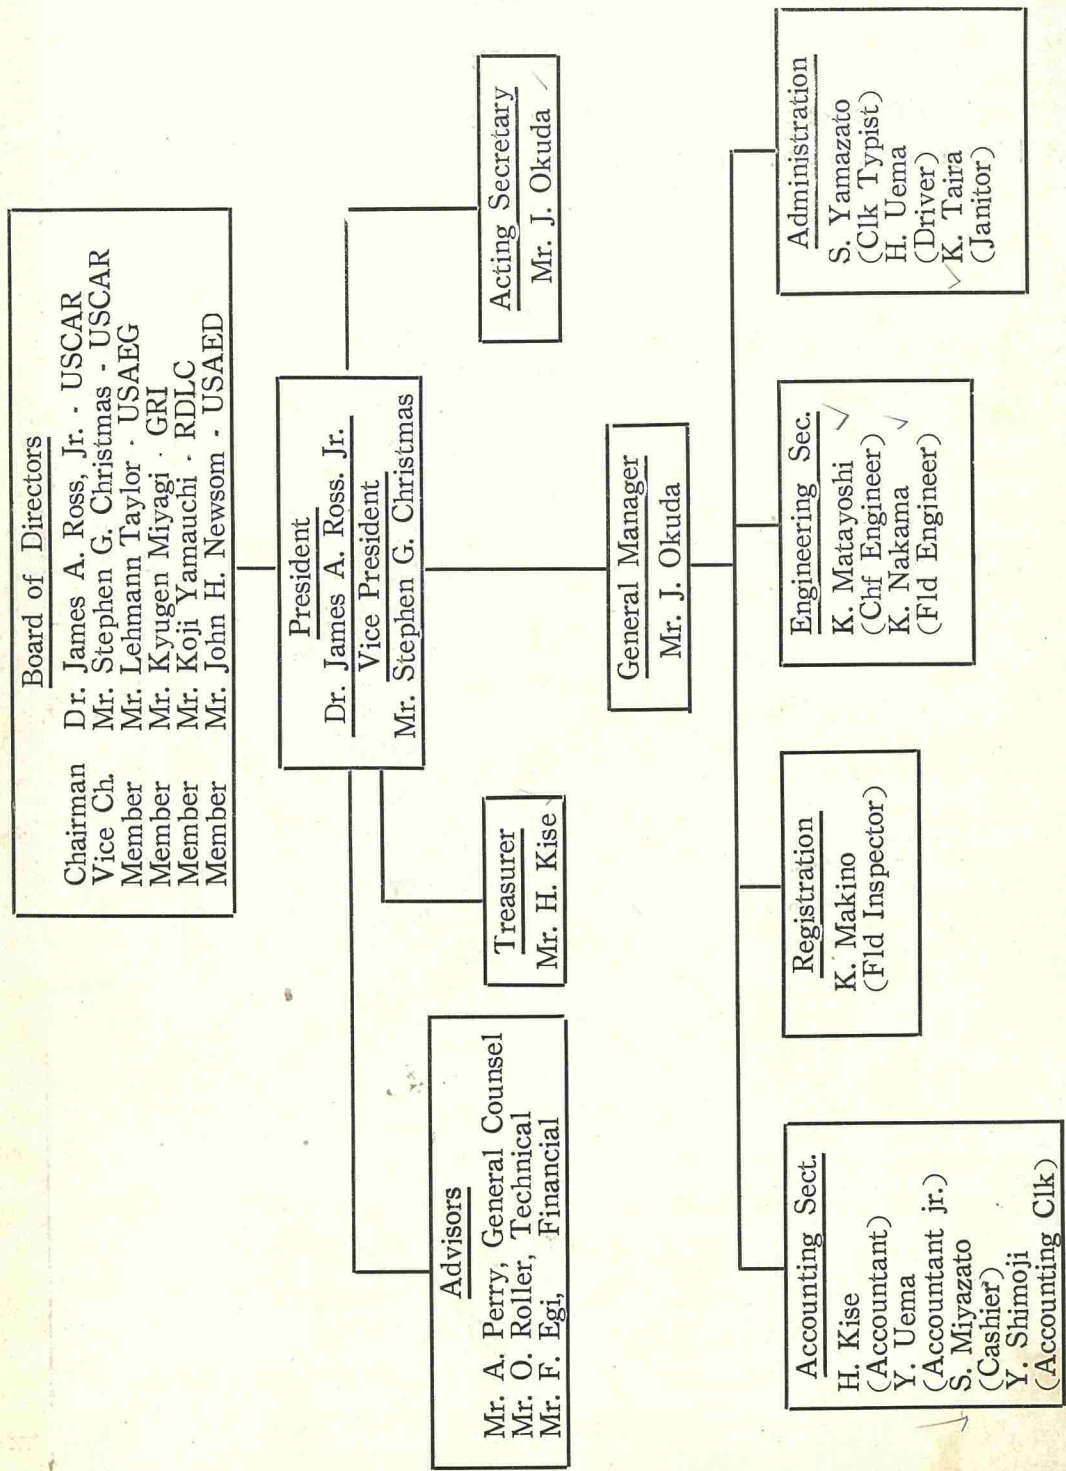 Board of Directors
Chairman Dr. James A. Ross, Jr. - USCAR
Vice Ch. Mr. Stephen G. Christmas - USCAR
Member Mr. Lehmann Taylor - USAEG
Member Mr. Kyugen Miyagi - GRI
Member Mr. Koji Yamauchi - RDLC
Member Mr. John H. Newsom - USAED
President
Dr. James A. Ross. Jr.
Vice President
Mr. Stephen G. Christmas
Acting Secretary
Mr. J. Okuda
Treasurer
Mr. H. Kise
Advisors
Mr. A. Perry, General Counsel
Mr. O. Roller, Technical
Mr. F. Egi, Financial
General Manager
Mr. J. Okuda
Accounting Sect.
H. Kise
(Accountant)
Y. Uema
(Accountant jr.)
S. Miyazato
(Cashier)
Y. Shimoji
(Accounting Clk)
Registration
K. Makino
(Fld Inspector)
Engineering Sec.
K. Matayoshi
(Chf Engineer)
K. Nakama
(Fld Engineer)
Administration
S. Yamazato
(Clk Typist)
H. Uema
(Driver)
K. Taira
(Janitor)